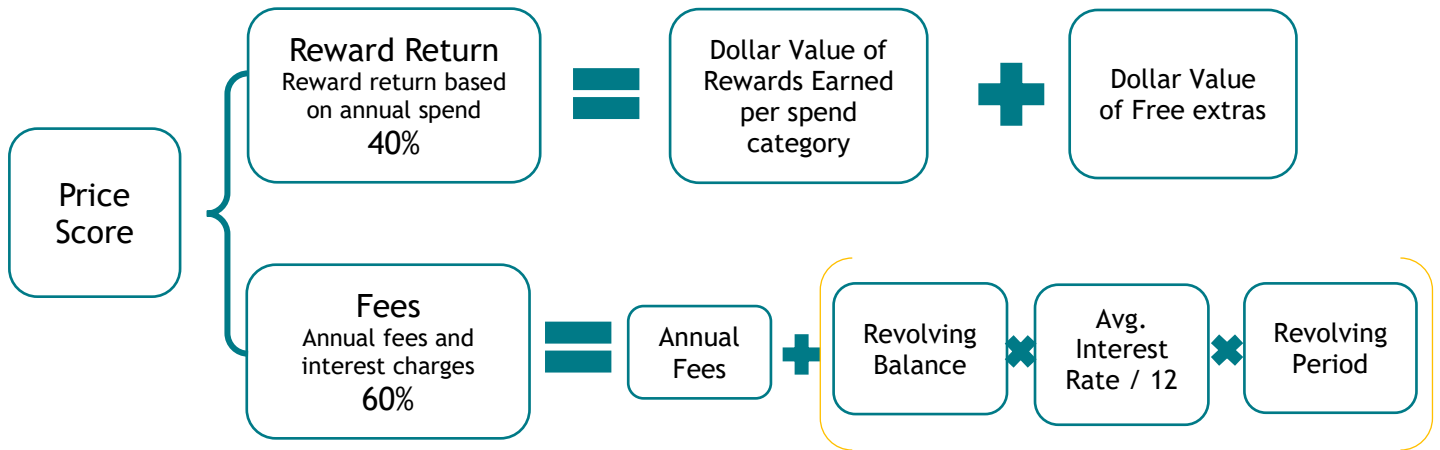 Price
Score
Reward Return
Reward return based
on annual spend
40%
Dollar Value of
Rewards Earned
per spend
category
Dollar Value
of Free extras
Fees
Annual fees and
interest charges
60%
Annual
Fees
Revolving
Balance
Avg.
Interest
Rate / 12
Revolving
Period